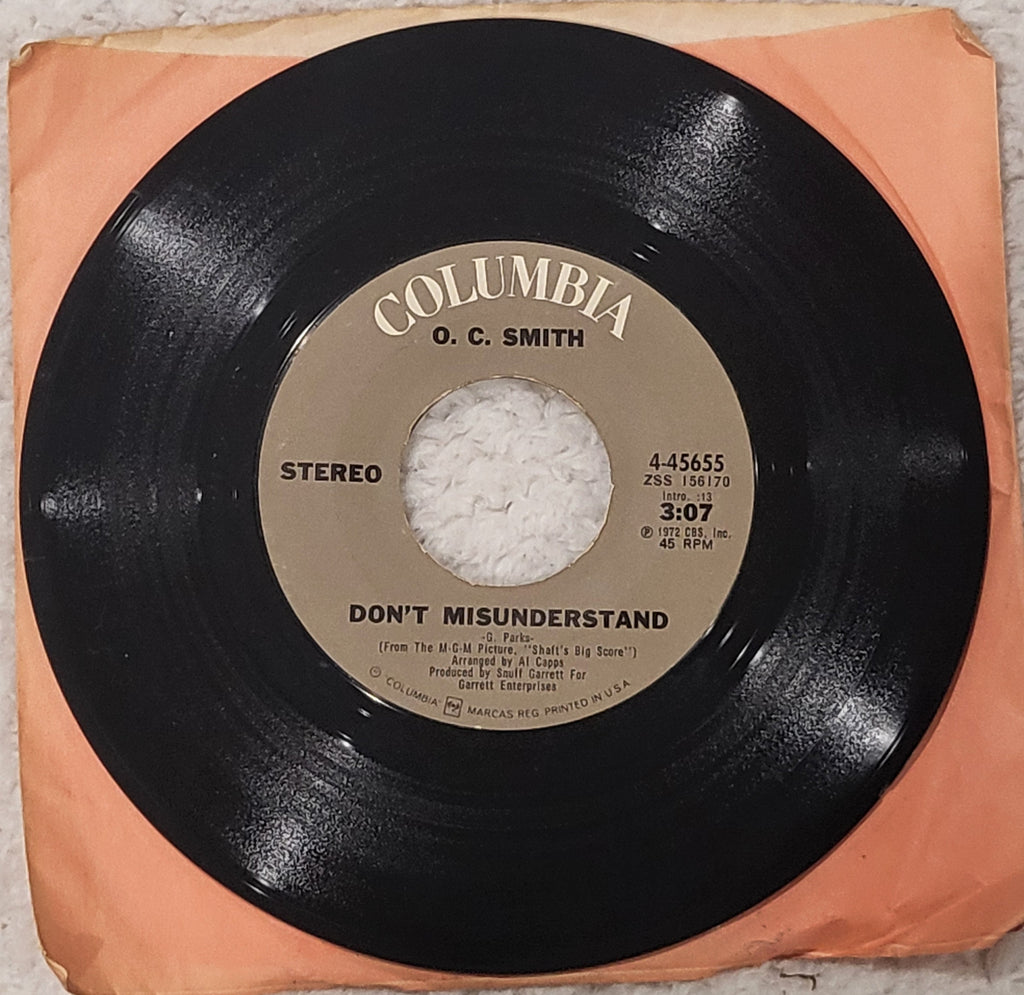 COLUMBIA
O. C. SMITH
STEREO
4-45655
ZSS 156170
Intro. :13
3:07
Ⓟ 1972 CBS, Inc.
45 RPM
DON'T MISUNDERSTAND
-G. Parks-
(From The M-G-M Picture, "Shaft's Big Score")
Arranged by Al Capps
Produced by Snuff Garrett For
Garrett Enterprises
© "COLUMBIA" MARCAS REG. PRINTED IN U S A